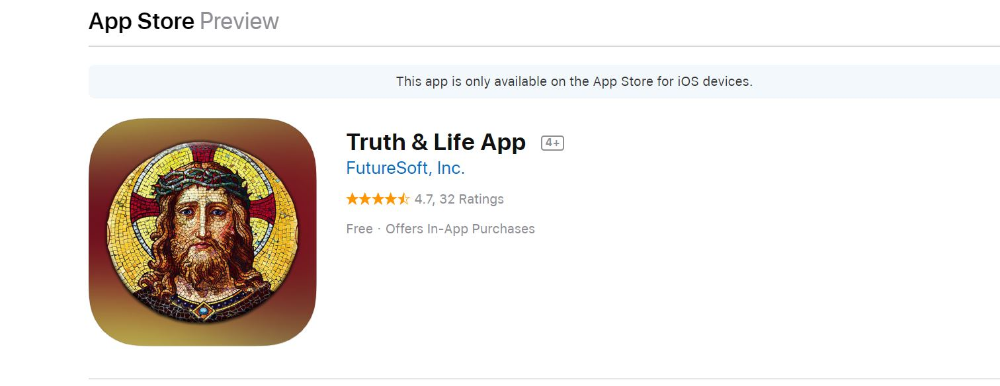 App Store Preview
This app is only available on the App Store for iOS devices.
Truth & Life App 4+
FutureSoft, Inc.
4.7, 32 Ratings
Free · Offers In-App Purchases